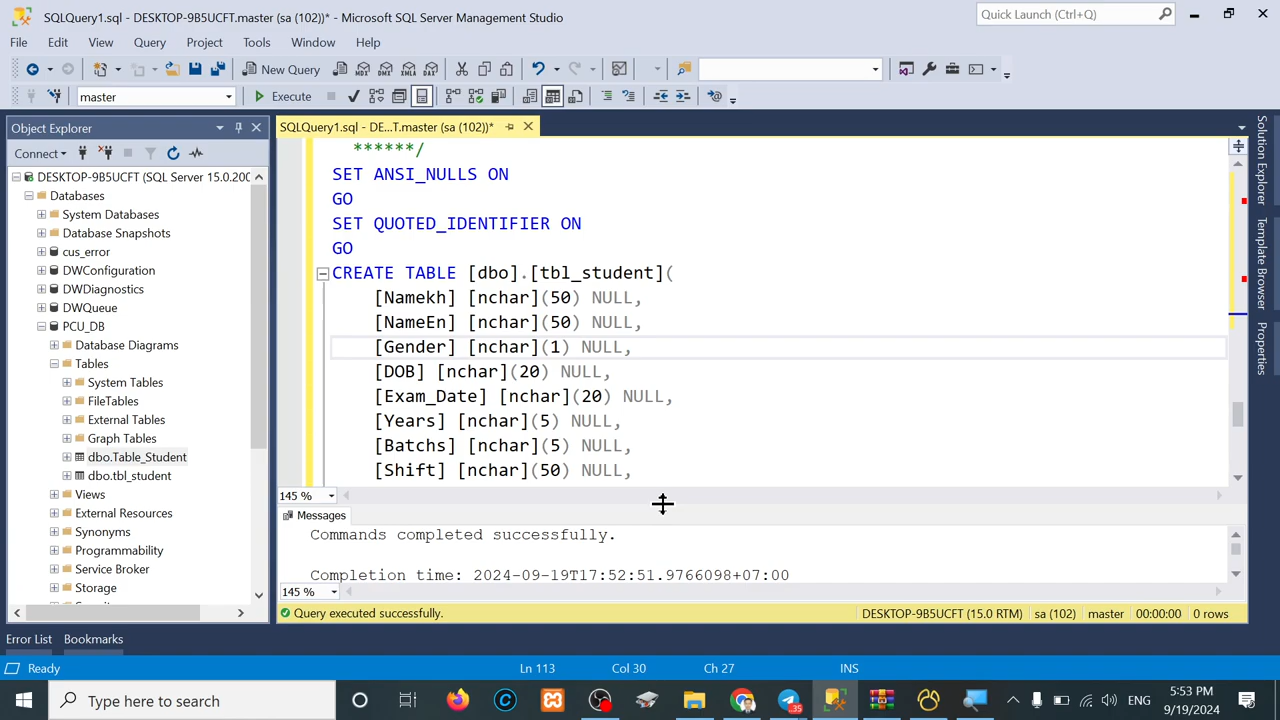 SQLQuery1.sql - DESKTOP-9B5UCFT.master (sa (102))* - Microsoft SQL Server Management Studio
Quick Launch (Ctrl+Q)
File Edit View Query Project Tools Window Help
New Query
MDX DMX XMLA DAX
master
Execute
Object Explorer
SQLQuery1.sql - DE...T.master (sa (102))*
Connect
DESKTOP-9B5UCFT (SQL Server 15.0.200
Databases
System Databases
Database Snapshots
cus_error
DWConfiguration
DWDiagnostics
DWQueue
PCU_DB
Database Diagrams
Tables
System Tables
FileTables
External Tables
Graph Tables
dbo.Table_Student
dbo.tbl_student
Views
External Resources
Synonyms
Programmability
Service Broker
Storage
******/
SET ANSI_NULLS ON
GO
SET QUOTED_IDENTIFIER ON
GO
CREATE TABLE [dbo].[tbl_student](
[Namekh] [nchar](50) NULL,
[NameEn] [nchar](50) NULL,
[Gender] [nchar](1) NULL,
[DOB] [nchar](20) NULL,
[Exam_Date] [nchar](20) NULL,
[Years] [nchar](5) NULL,
[Batchs] [nchar](5) NULL,
[Shift] [nchar](50) NULL,
145 %
Messages
Commands completed successfully.
Completion time: 2024-09-19T17:52:51.9766098+07:00
145 %
Query executed successfully.
DESKTOP-9B5UCFT (15.0 RTM) sa (102) master 00:00:00 0 rows
Solution Explorer
Template Browser
Properties
Error List Bookmarks
Ready Ln 113 Col 30 Ch 27 INS
Type here to search
35
ENG
5:53 PM
9/19/2024